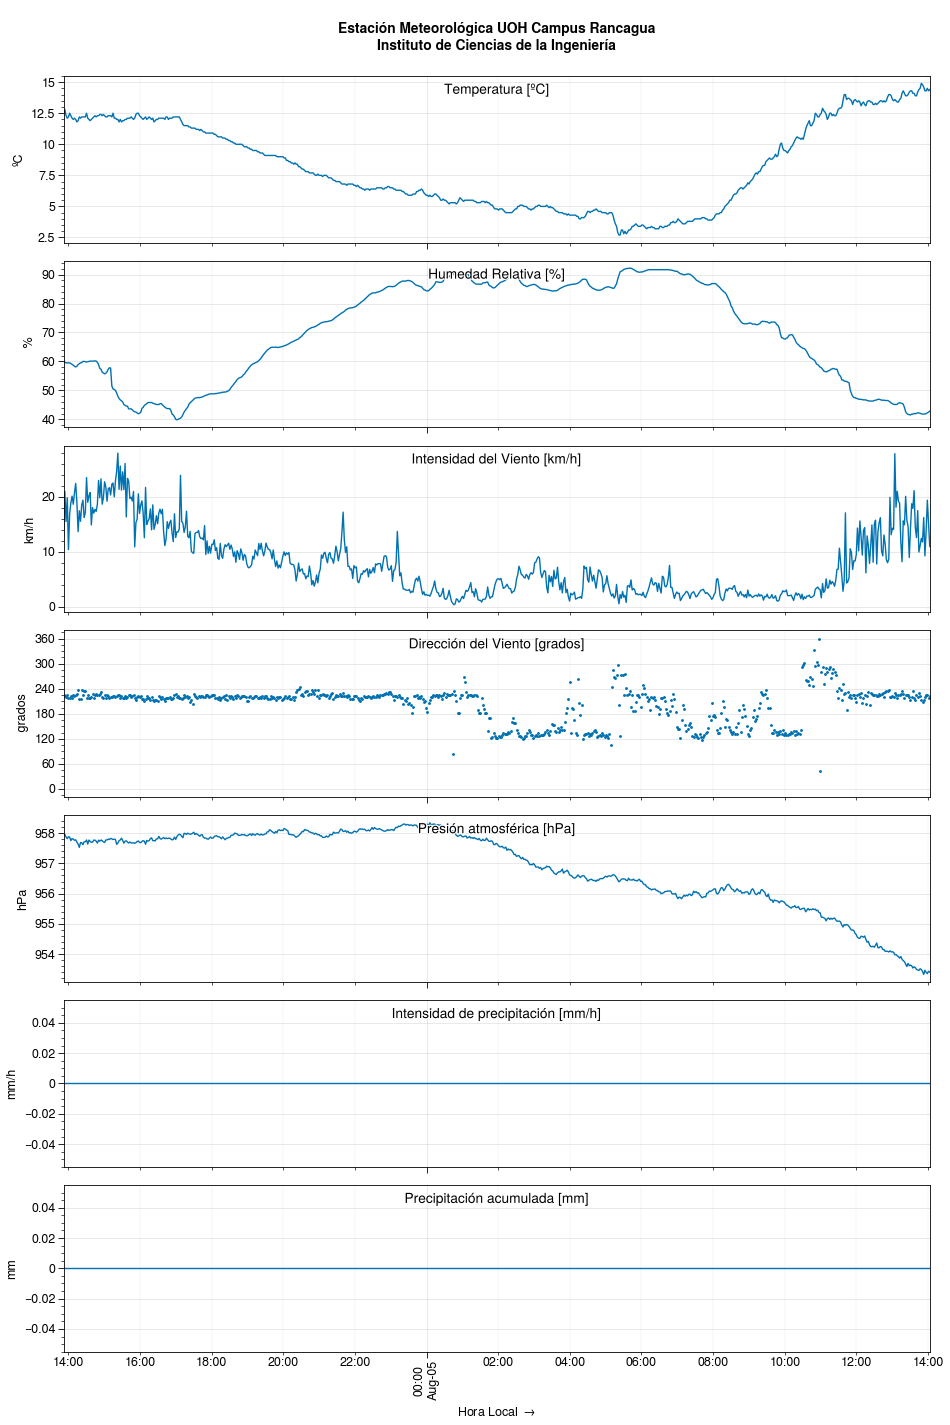 Estación Meteorológica UOH Campus Rancagua
Instituto de Ciencias de la Ingeniería
Temperatura [ºC]
15
12.5
10
7.5
5
2.5
ºC
Humedad Relativa [%]
90
80
70
60
50
40
%
Intensidad del Viento [km/h]
20
10
0
km/h
Dirección del Viento [grados]
360
300
240
180
120
60
0
grados
Presión atmosférica [hPa]
958
957
956
955
954
hPa
Intensidad de precipitación [mm/h]
0.04
0.02
0
−0.02
−0.04
mm/h
Precipitación acumulada [mm]
0.04
0.02
0
−0.02
−0.04
mm
14:00 16:00 18:00 20:00 22:00 00:00 02:00 04:00 06:00 08:00 10:00 12:00 14:00
Aug-05
Hora Local →